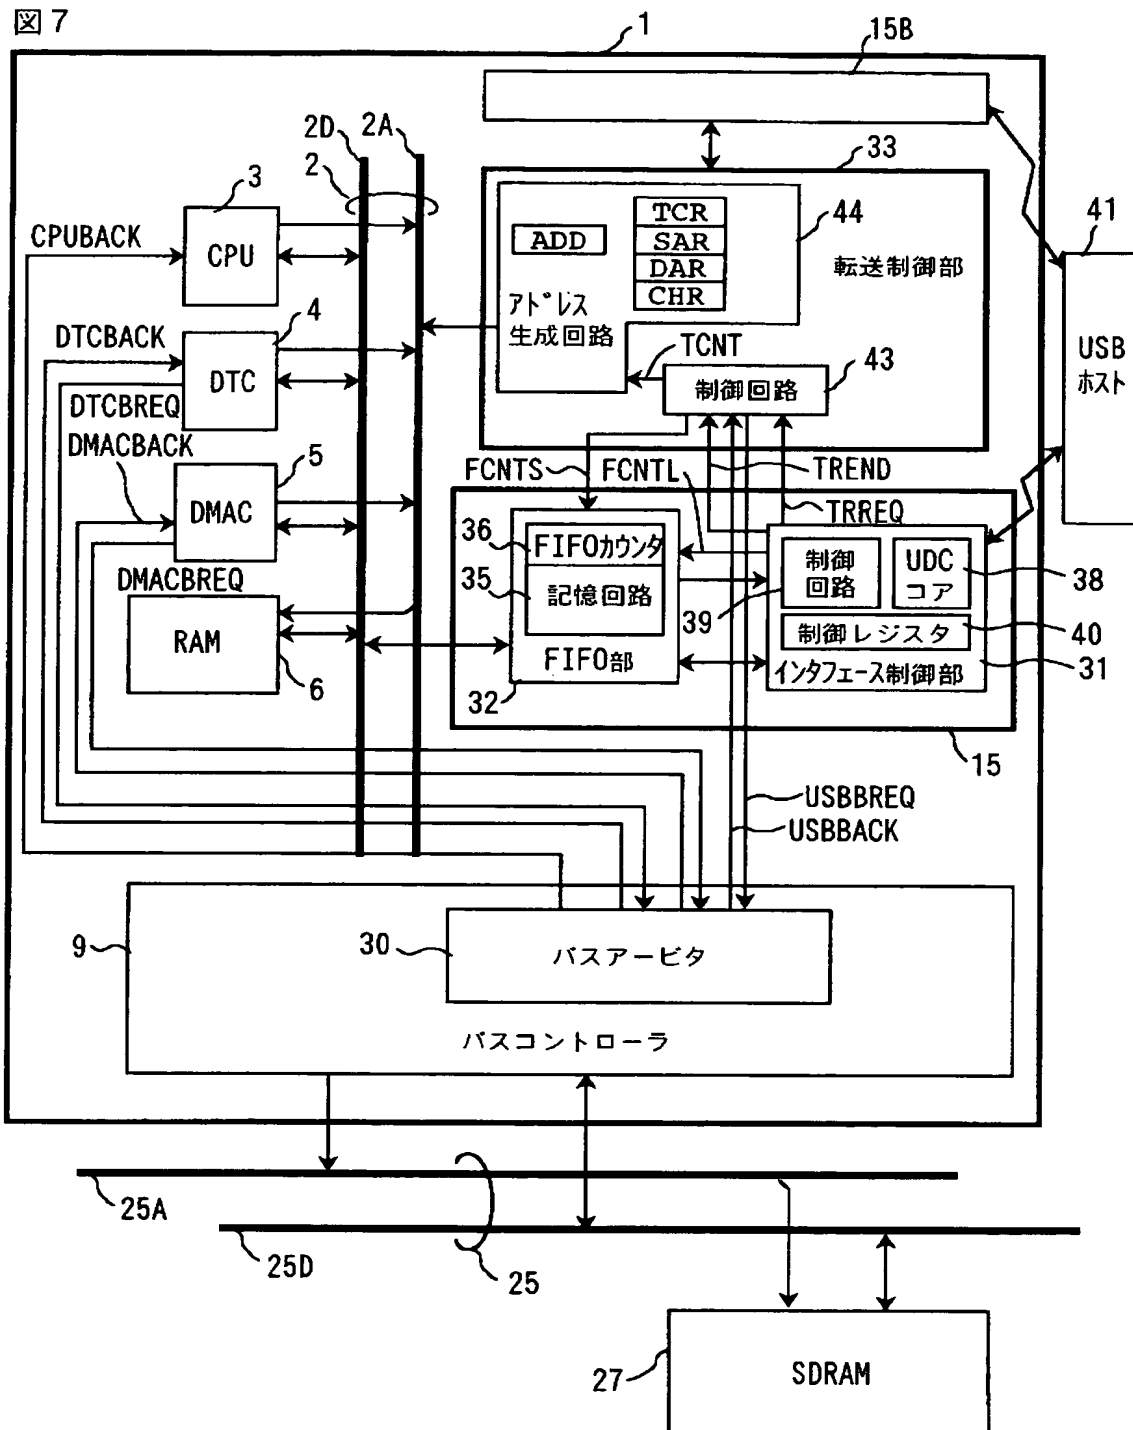 図7
1
15B
2D
2A
2
33
3
CPUBACK
CPU
TCR
SAR
DAR
CHR
ADD
44
転送制御部
41
アドレス
生成回路
DTCBACK
4
DTC
TCNT
制御回路
43
USB
ホスト
DTCBREQ
DMACBACK
5
DMAC
FCNTS
FCNTL
TREND
TRREQ
36
FIFOカウンタ
35
記憶回路
FIFO部
32
制御
回路
UDC
コア
38
39
制御レジスタ
40
インタフェース制御部
31
DMACBREQ
RAM
6
15
USBBREQ
USBBACK
9
30
バスアービタ
バスコントローラ
25A
25D
25
27
SDRAM